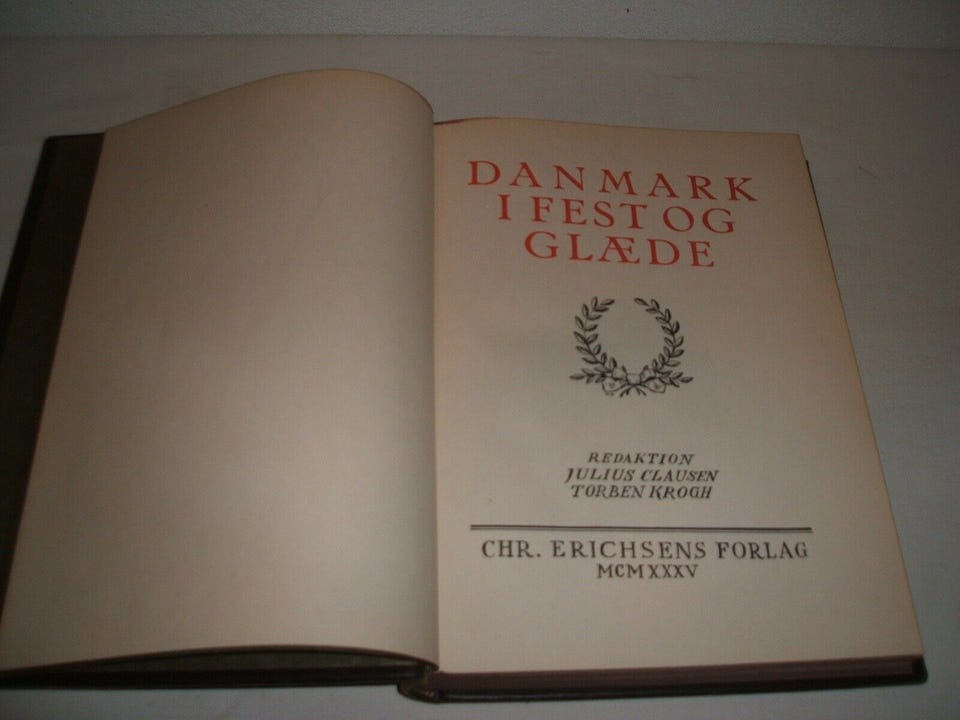 DANMARK
I FEST OG
GLÆDE
REDAKTION
JULIUS CLAUSEN
TORBEN KROGH
CHR. ERICHSENS FORLAG
MCMXXXV